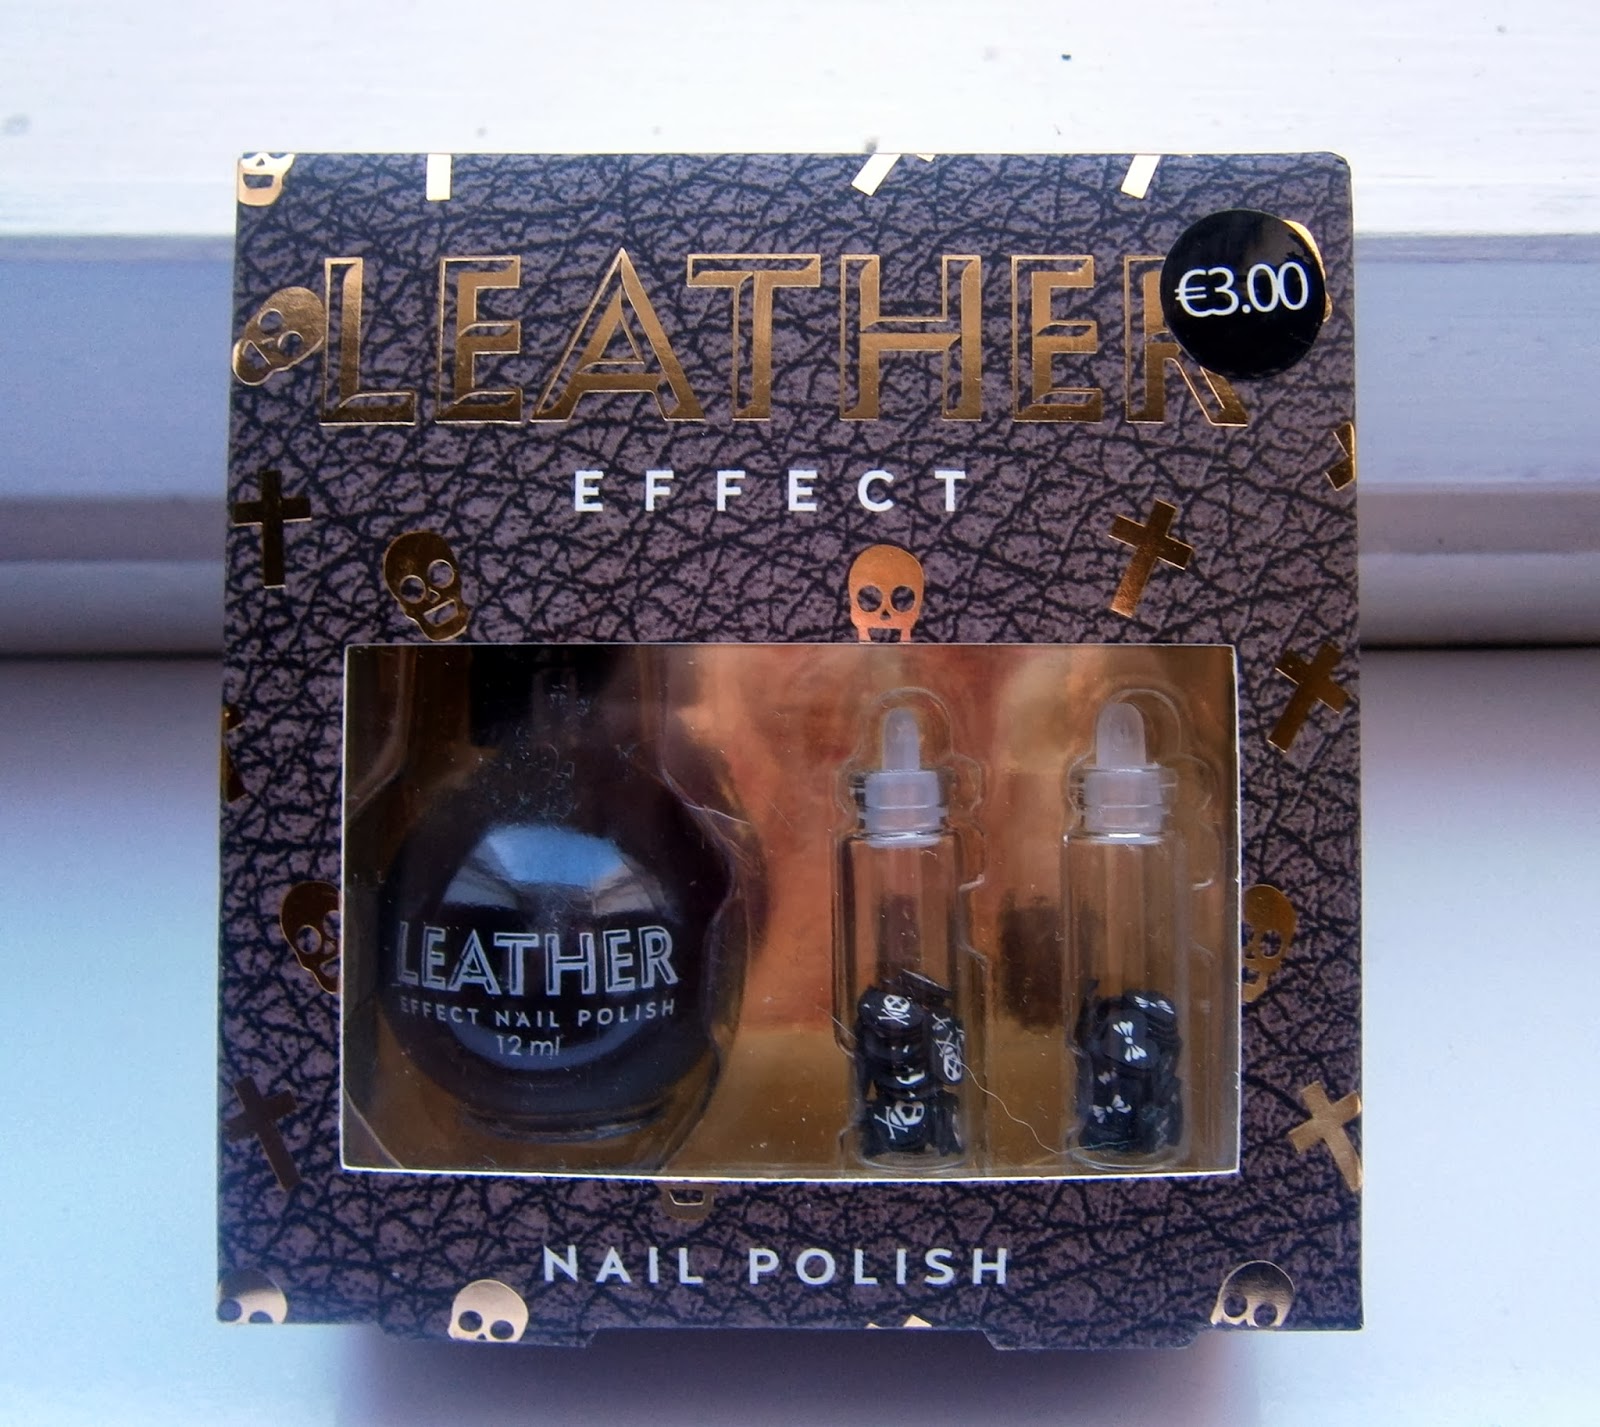 LEATHER
€3.00
EFFECT
LEATHER
EFFECT NAIL POLISH
12 ml
NAIL POLISH